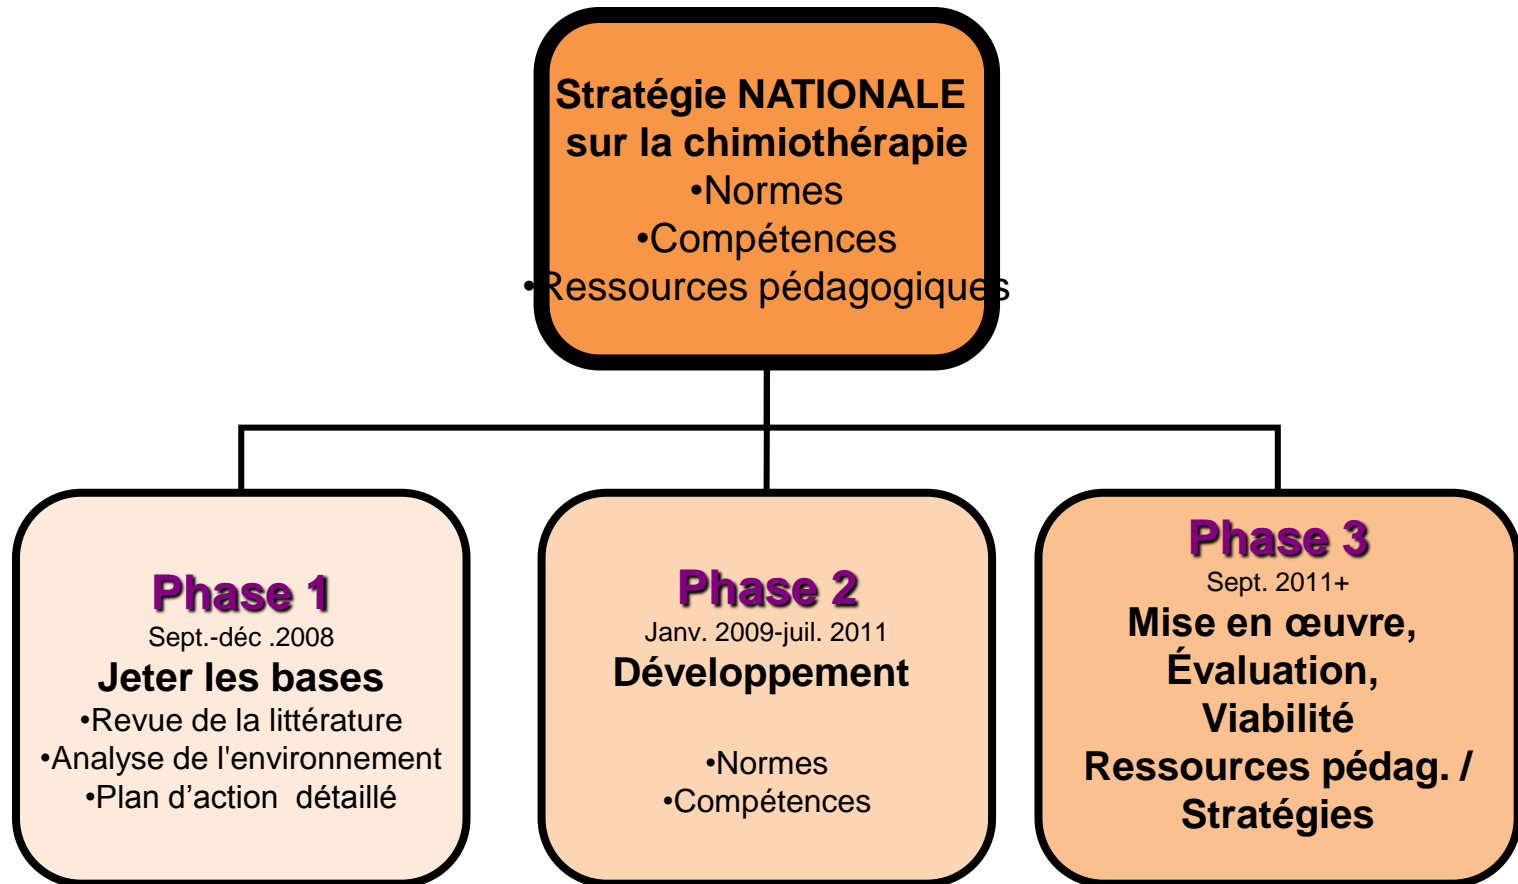 Stratégie NATIONALE
sur la chimiothérapie
•Normes
•Compétences
•Ressources pédagogiques
Phase 1
Sept.-déc .2008
Jeter les bases
•Revue de la littérature
•Analyse de l'environnement
•Plan d’action  détaillé
Phase 2
Janv. 2009-juil. 2011
Développement
•Normes
•Compétences
Phase 3
Sept. 2011+
Mise en œuvre,
Évaluation,
Viabilité
Ressources pédag. /
Stratégies